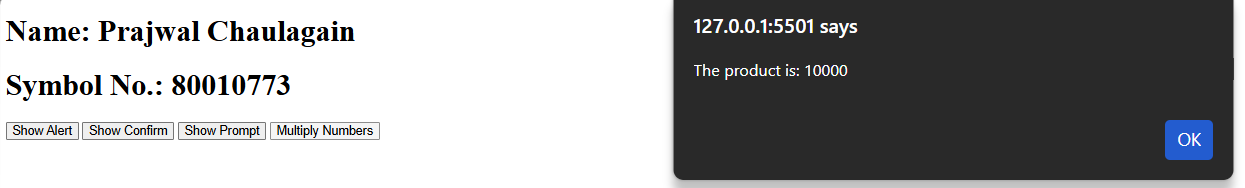 Name: Prajwal Chaulagain
Symbol No.: 80010773
Show Alert Show Confirm Show Prompt Multiply Numbers
127.0.0.1:5501 says
The product is: 10000
OK